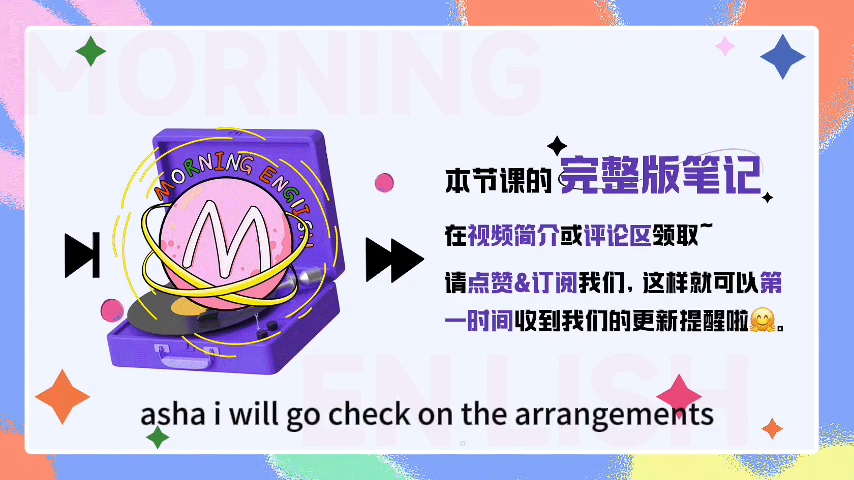 MORNING
MORNING ENGLISH
M
本节课的 完整版笔记
在视频简介或评论区领取~
请点赞&订阅我们, 这样就可以第
一时间收到我们的更新提醒啦🤗。
EN LISH
asha i will go check on the arrangements